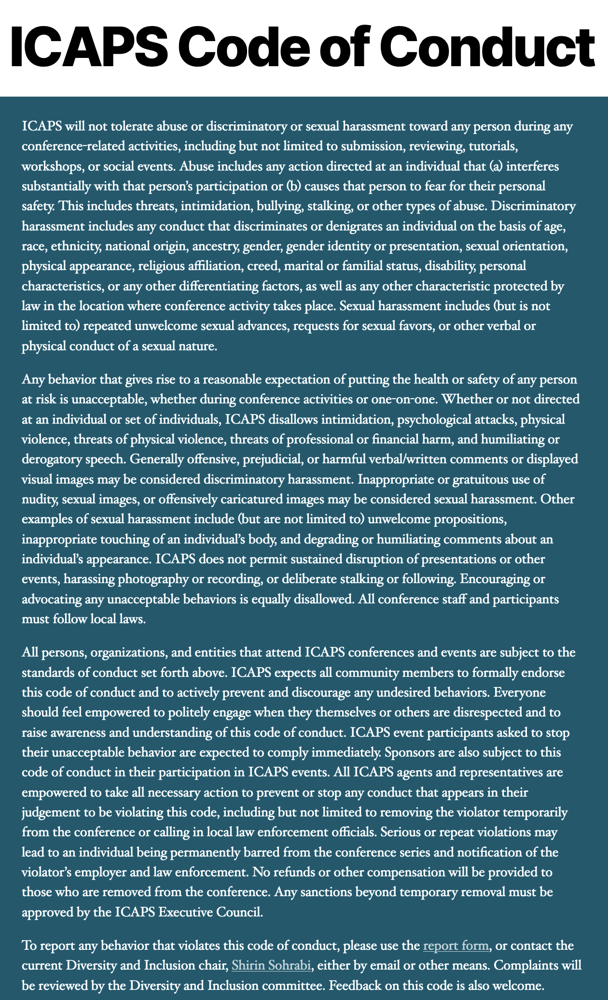 ICAPS Code of Conduct
ICAPS will not tolerate abuse or discriminatory or sexual harassment toward any person during any
conference-related activities, including but not limited to submission, reviewing, tutorials,
workshops, or social events. Abuse includes any action directed at an individual that (a) interferes
substantially with that person’s participation or (b) causes that person to fear for their personal
safety. This includes threats, intimidation, bullying, stalking, or other types of abuse. Discriminatory
harassment includes any conduct that discriminates or denigrates an individual on the basis of age,
race, ethnicity, national origin, ancestry, gender, gender identity or presentation, sexual orientation,
physical appearance, religious affiliation, creed, marital or familial status, disability, personal
characteristics, or any other differentiating factors, as well as any other characteristic protected by
law in the location where conference activity takes place. Sexual harassment includes (but is not
limited to) repeated unwelcome sexual advances, requests for sexual favors, or other verbal or
physical conduct of a sexual nature.
Any behavior that gives rise to a reasonable expectation of putting the health or safety of any person
at risk is unacceptable, whether during conference activities or one-on-one. Whether or not directed
at an individual or set of individuals, ICAPS disallows intimidation, psychological attacks, physical
violence, threats of physical violence, threats of professional or financial harm, and humiliating or
derogatory speech. Generally offensive, prejudicial, or harmful verbal/written comments or displayed
visual images may be considered discriminatory harassment. Inappropriate or gratuitous use of
nudity, sexual images, or offensively caricatured images may be considered sexual harassment. Other
examples of sexual harassment include (but are not limited to) unwelcome propositions,
inappropriate touching of an individual’s body, and degrading or humiliating comments about an
individual’s appearance. ICAPS does not permit sustained disruption of presentations or other
events, harassing photography or recording, or deliberate stalking or following. Encouraging or
advocating any unacceptable behaviors is equally disallowed. All conference staff and participants
must follow local laws.
All persons, organizations, and entities that attend ICAPS conferences and events are subject to the
standards of conduct set forth above. ICAPS expects all community members to formally endorse
this code of conduct and to actively prevent and discourage any undesired behaviors. Everyone
should feel empowered to politely engage when they themselves or others are disrespected and to
raise awareness and understanding of this code of conduct. ICAPS event participants asked to stop
their unacceptable behavior are expected to comply immediately. Sponsors are also subject to this
code of conduct in their participation in ICAPS events. All ICAPS agents and representatives are
empowered to take all necessary action to prevent or stop any conduct that appears in their
judgement to be violating this code, including but not limited to removing the violator temporarily
from the conference or calling in local law enforcement officials. Serious or repeat violations may
lead to an individual being permanently barred from the conference series and notification of the
violator’s employer and law enforcement. No refunds or other compensation will be provided to
those who are removed from the conference. Any sanctions beyond temporary removal must be
approved by the ICAPS Executive Council.
To report any behavior that violates this code of conduct, please use the report form, or contact the
current Diversity and Inclusion chair, Shirin Sohrabi, either by email or other means. Complaints will
be reviewed by the Diversity and Inclusion committee. Feedback on this code is also welcome.